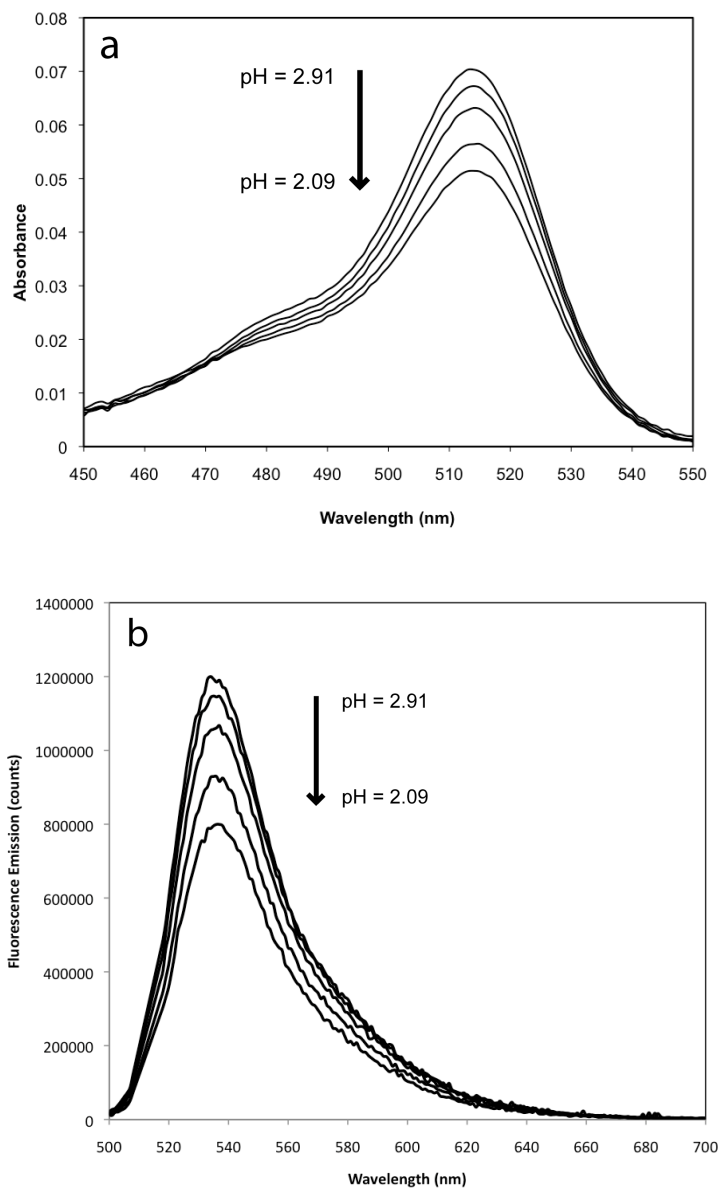 a
pH = 2.91
pH = 2.09
0.08
0.07
0.06
0.05
0.04
0.03
0.02
0.01
0
Absorbance
450 460 470 480 490 500 510 520 530 540 550
Wavelength (nm)
b
pH = 2.91
pH = 2.09
1400000
1200000
1000000
800000
600000
400000
200000
0
Fluorescence Emission (counts)
500 520 540 560 580 600 620 640 660 680 700
Wavelength (nm)